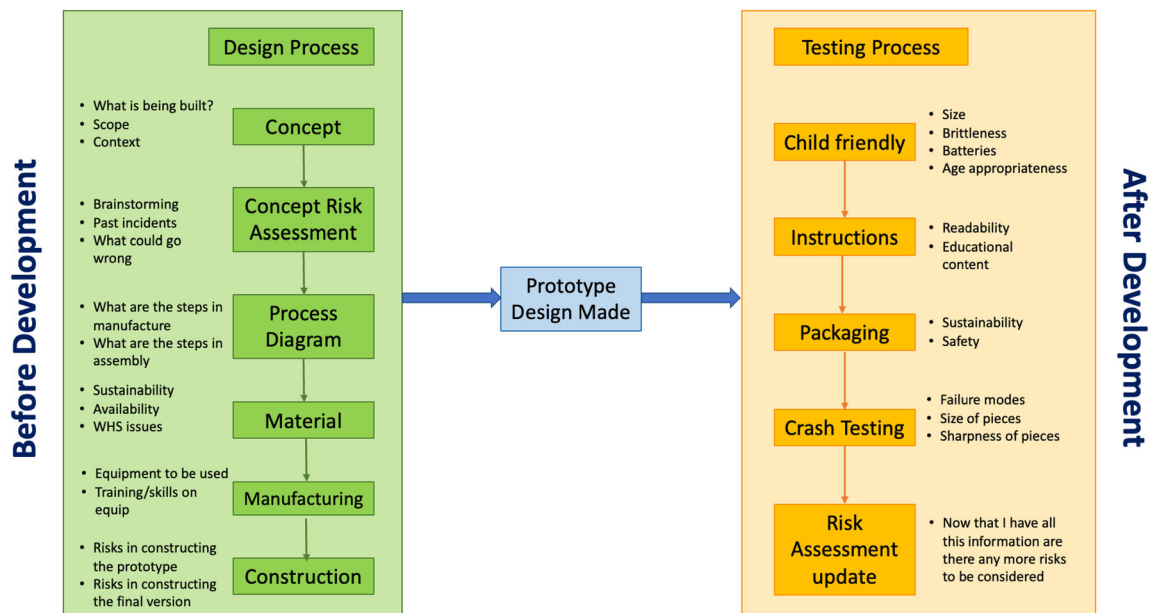 Before Development
Design Process
• What is being built?
• Scope
• Context
Concept
• Brainstorming
• Past incidents
• What could go
wrong
Concept Risk
Assessment
• What are the steps in
manufacture
• What are the steps in
assembly
Process
Diagram
• Sustainability
• Availability
• WHS issues
Material
• Equipment to be used
• Training/skills on
equip
Manufacturing
• Risks in constructing
the prototype
• Risks in constructing
the final version
Construction
Prototype
Design Made
Testing Process
Child friendly
• Size
• Brittleness
• Batteries
• Age appropriateness
Instructions
• Readability
• Educational
content
Packaging
• Sustainability
• Safety
Crash Testing
• Failure modes
• Size of pieces
• Sharpness of pieces
Risk
Assessment
update
• Now that I have all
this information are
there any more risks
to be considered
After Development